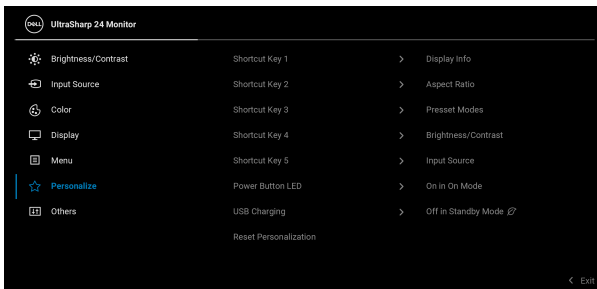 DELL UltraSharp 24 Monitor
Brightness/Contrast Shortcut Key 1 > Display Info
Input Source Shortcut Key 2 > Aspect Ratio
Color Shortcut Key 3 > Presset Modes
Display Shortcut Key 4 > Brightness/Contrast
Menu Shortcut Key 5 > Input Source
Personalize Power Button LED > On in On Mode
Others USB Charging > Off in Standby Mode
Reset Personalization
< Exit